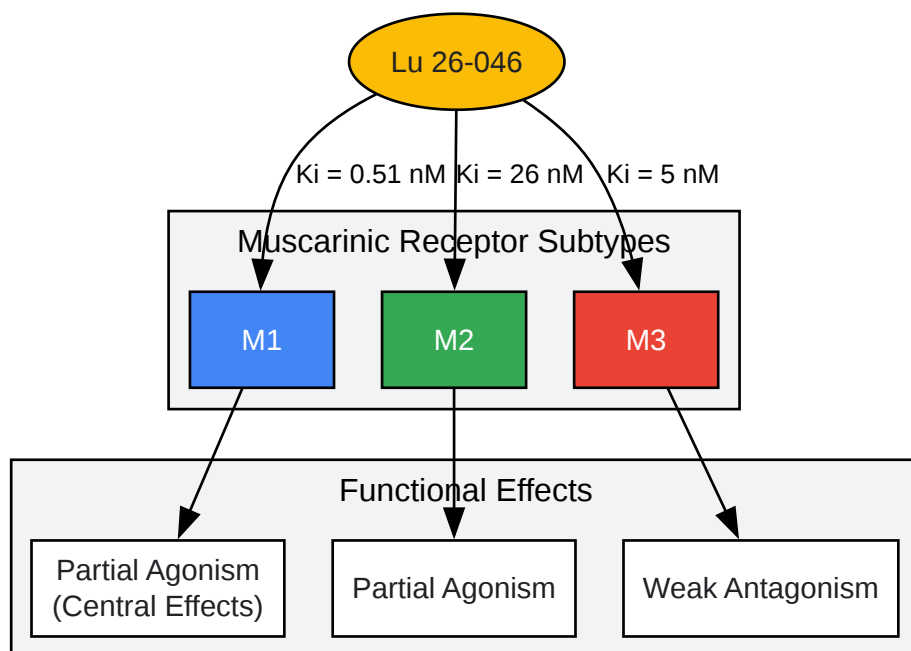 Lu 26-046
Ki = 0.51 nM
Ki = 26 nM
Ki = 5 nM
Muscarinic Receptor Subtypes
M1
M2
M3
Functional Effects
Partial Agonism
(Central Effects)
Partial Agonism
Weak Antagonism